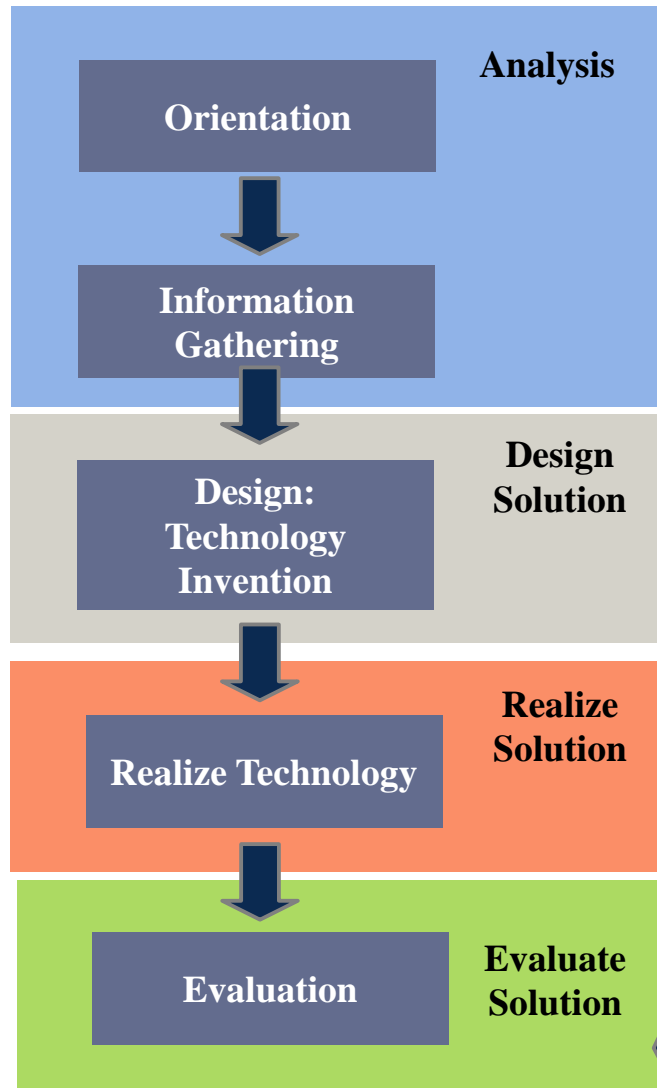 Analysis
Orientation
Information
Gathering
Design
Solution
Design:
Technology
Invention
Realize
Solution
Realize Technology
Evaluate
Solution
Evaluation